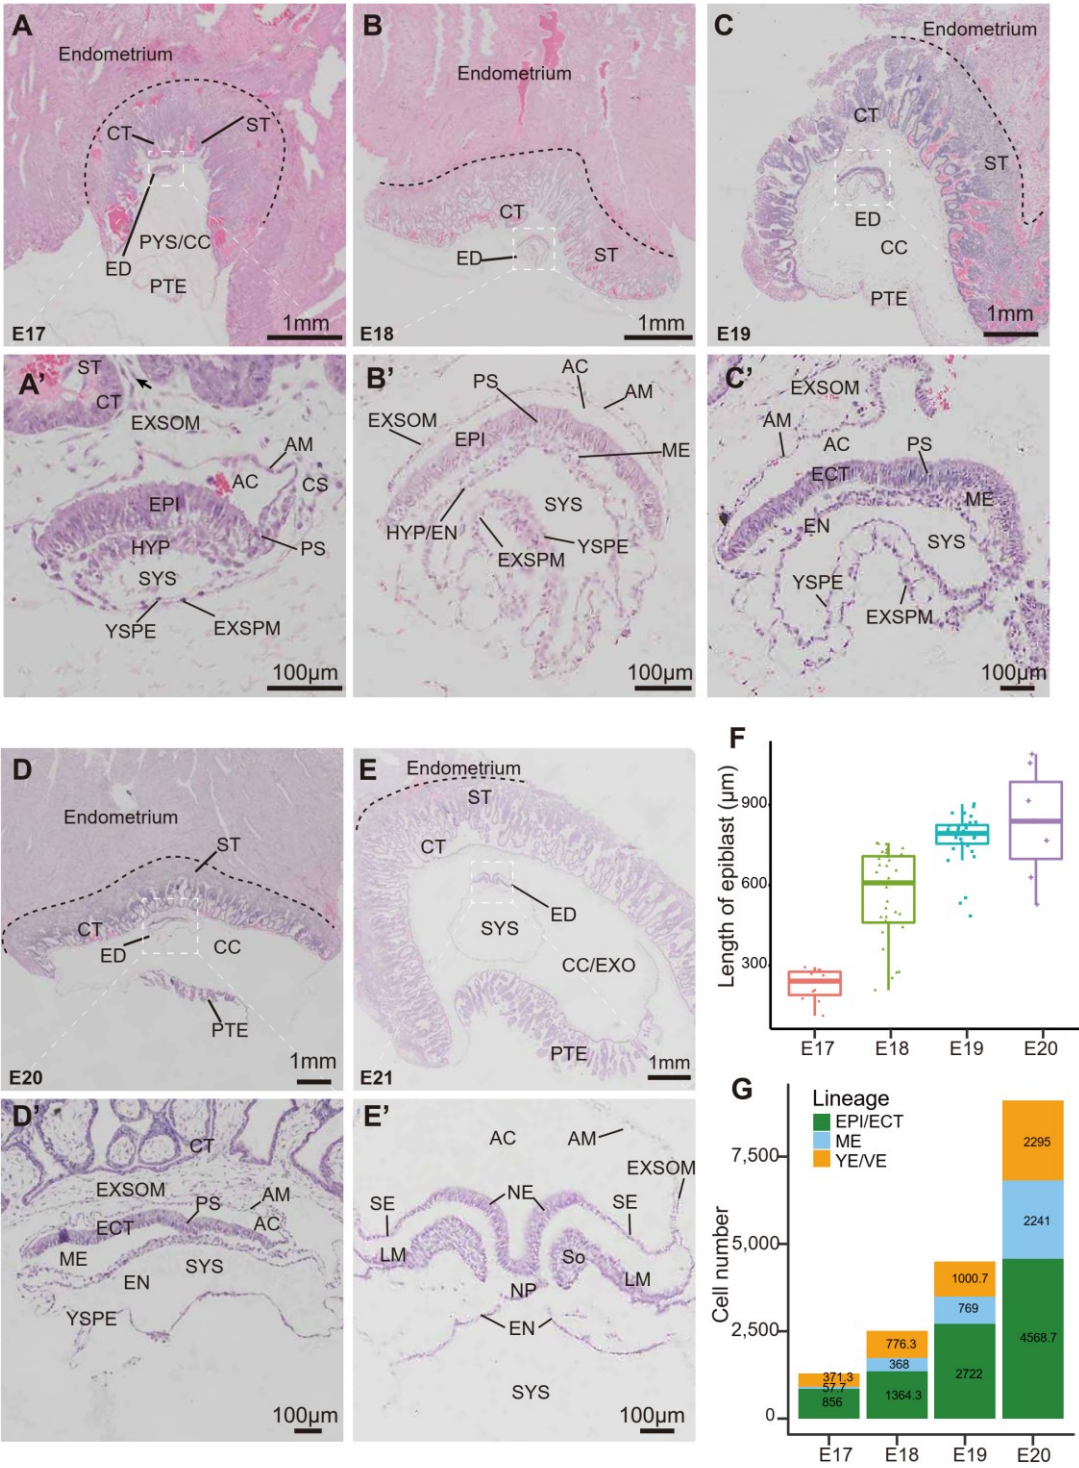 A
Endometrium
CT
ST
PYS/CC
ED
PTE
E17
1mm
B
Endometrium
CT
ED
ST
E18
1mm
C
Endometrium
CT
ST
ED
CC
PTE
E19
1mm
A'
ST
CT
EXSOM
AM
AC
CS
EPI
HYP
PS
SYS
YSPE
EXSPM
100μm
B'
PS
AC
AM
EXSOM
EPI
ME
SYS
HYP/EN
YSPE
EXSPM
100μm
C'
EXSOM
AM
AC
PS
ECT
ME
EN
SYS
YSPE
EXSPM
100μm
D
Endometrium
ST
CT
ED
CC
PTE
E20
1mm
E
Endometrium
ST
CT
ED
SYS
CC/EXO
PTE
E21
1mm
F
Length of epiblast (μm)
900
600
300
E17
E18
E19
E20
D'
CT
EXSOM
AM
PS
AC
ECT
ME
SYS
EN
YSPE
100μm
E'
AC
AM
EXSOM
SE
NE
SE
LM
So
LM
NP
EN
SYS
100μm
G
Lineage
EPI/ECT
ME
YE/VE
Cell number
7,500
5,000
2,500
0
371.3
57.7
856
776.3
368
1364.3
1000.7
769
2722
2295
2241
4568.7
E17
E18
E19
E20